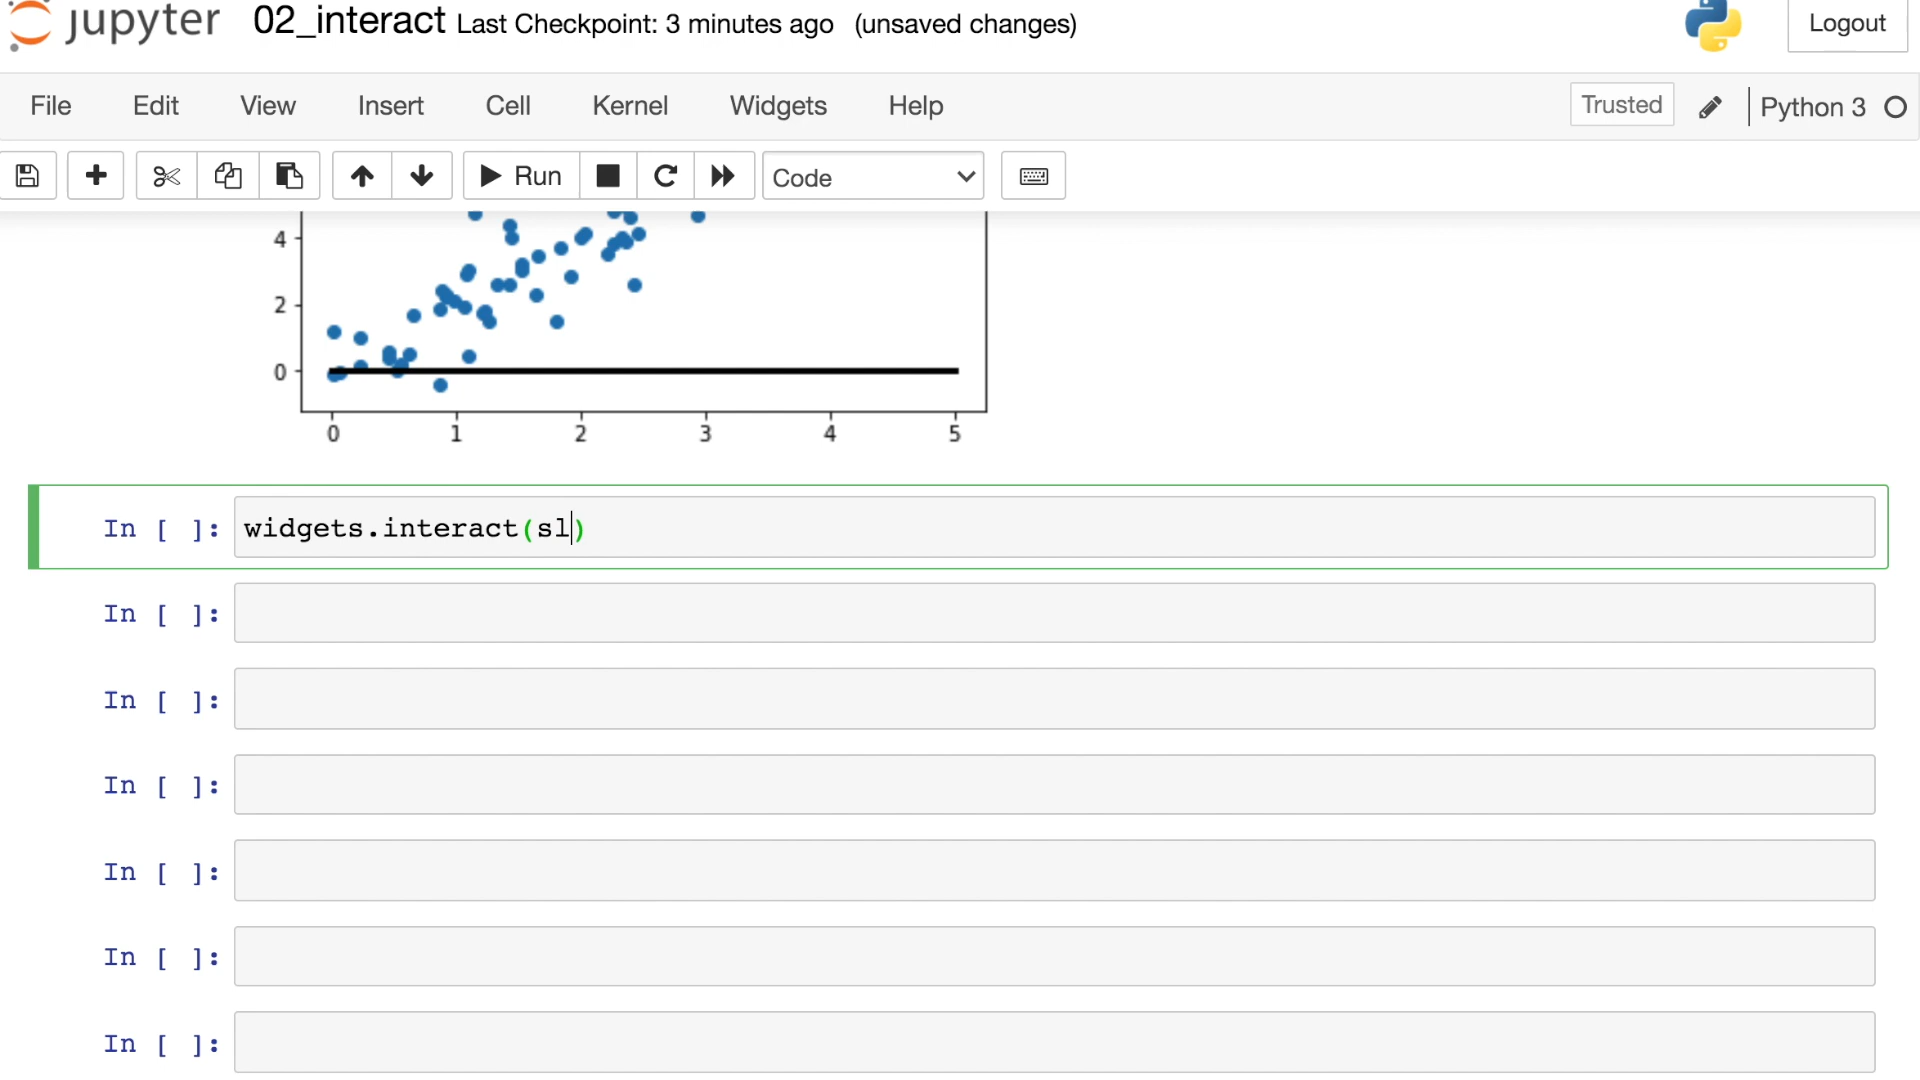 jupyter 02_interact Last Checkpoint: 3 minutes ago (unsaved changes) Logout
File Edit View Insert Cell Kernel Widgets Help Trusted Python 3
Run Code
4
2
0
0 1 2 3 4 5
In [ ]: widgets.interact(sl)
In [ ]:
In [ ]:
In [ ]:
In [ ]:
In [ ]:
In [ ]: